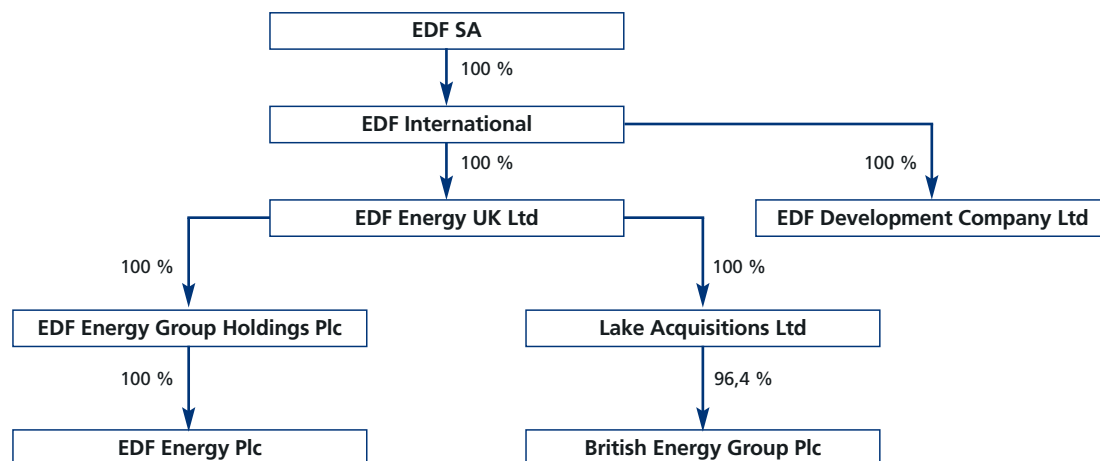 EDF SA
100 %
EDF International
100 %
100 %
EDF Energy UK Ltd
EDF Development Company Ltd
100 %
100 %
EDF Energy Group Holdings Plc
Lake Acquisitions Ltd
100 %
96,4 %
EDF Energy Plc
British Energy Group Plc